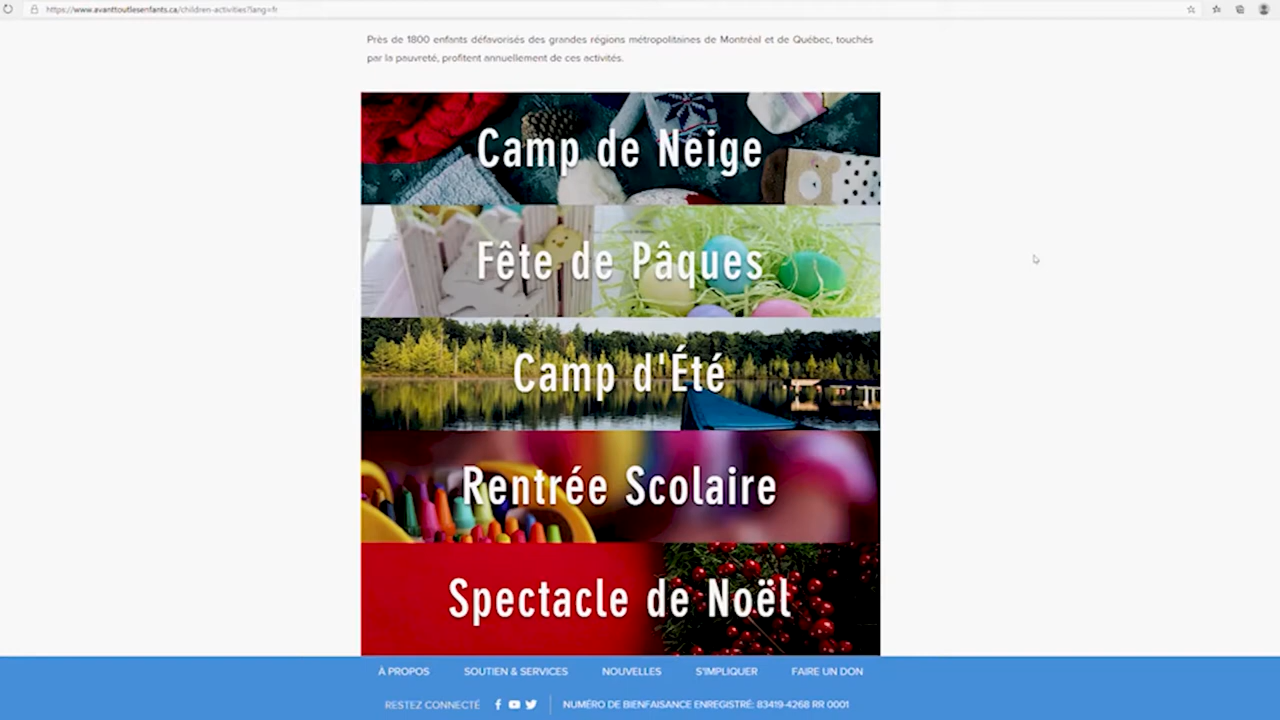 https://www.avanttoutlesenfants.ca/children-activities?lang=fr
Près de 1800 enfants défavorisés des grandes régions métropolitaines de Montréal et de Québec, touchés
par la pauvreté, profitent annuellement de ces activités.
Camp de Neige
Fête de Pâques
Camp d'Été
Rentrée Scolaire
Spectacle de Noël
À PROPOS SOUTIEN & SERVICES NOUVELLES S'IMPLIQUER FAIRE UN DON
RESTEZ CONNECTÉ NUMÉRO DE BIENFAISANCE ENREGISTRÉ: 83419-4268 RR 0001